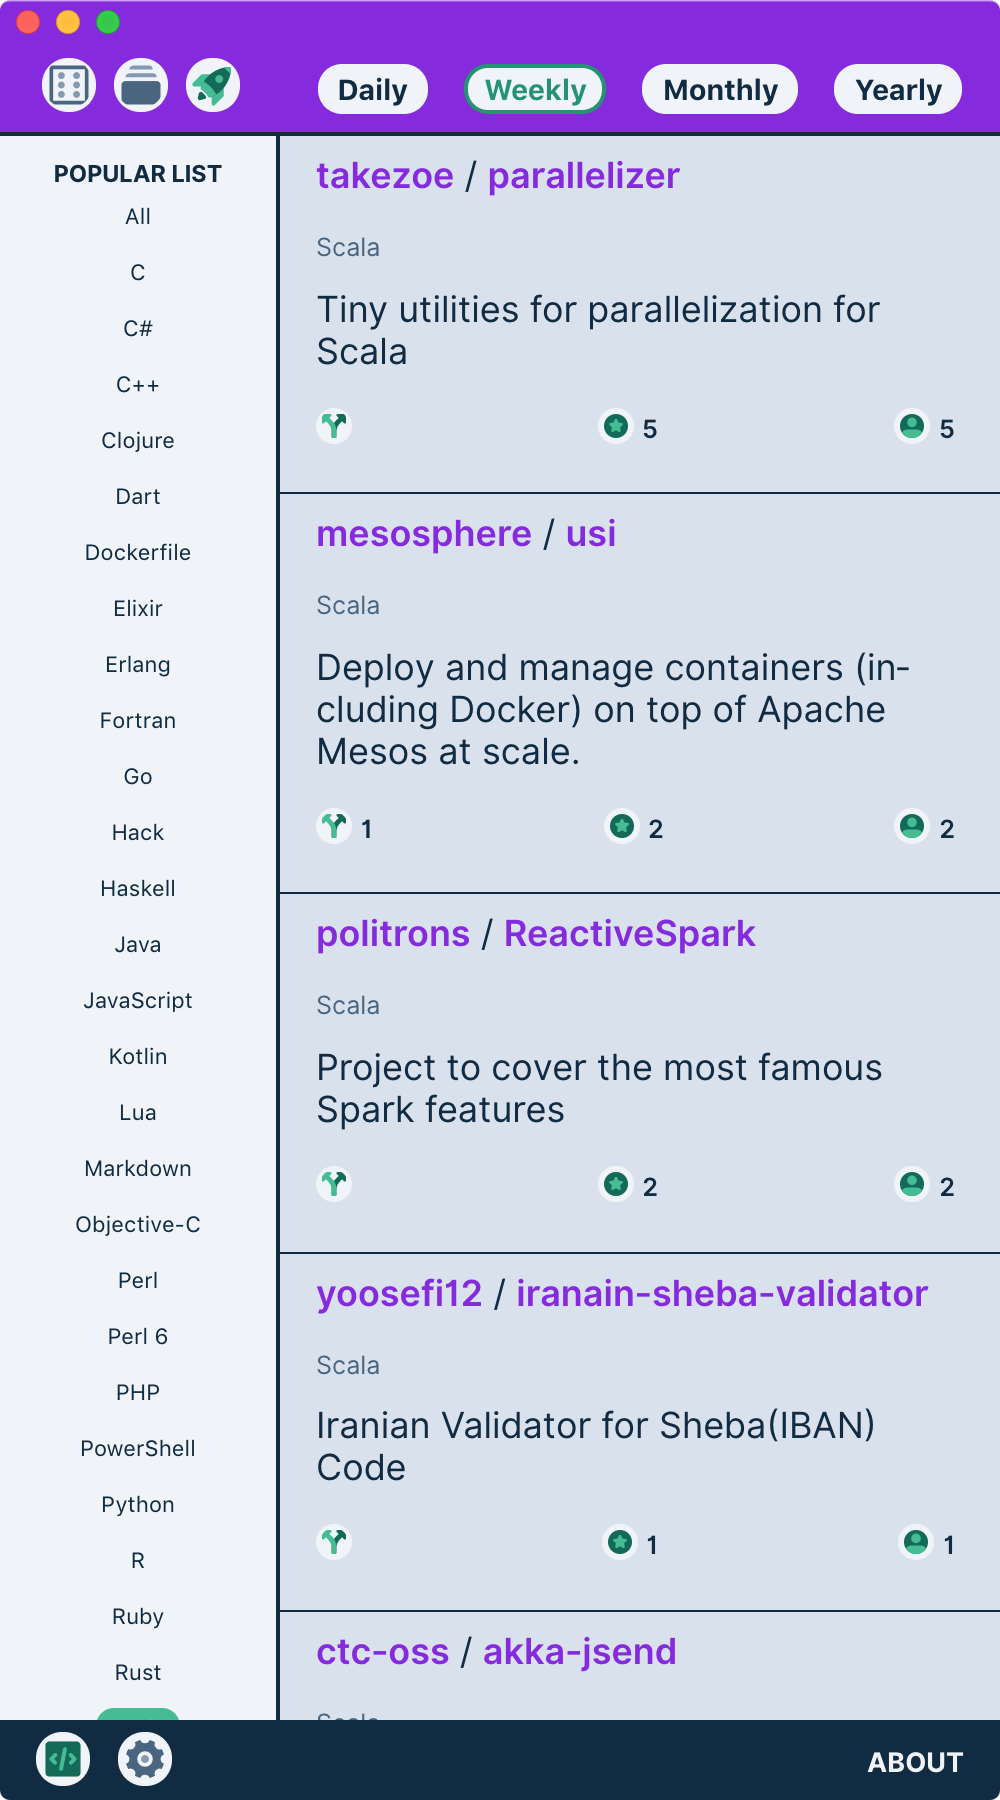 Daily
Weekly
Monthly
Yearly
POPULAR LIST
All
C
C#
C++
Clojure
Dart
Dockerfile
Elixir
Erlang
Fortran
Go
Hack
Haskell
Java
JavaScript
Kotlin
Lua
Markdown
Objective-C
Perl
Perl 6
PHP
PowerShell
Python
R
Ruby
Rust
takezoe / parallelizer
Scala
Tiny utilities for parallelization for
Scala
5
5
mesosphere / usi
Scala
Deploy and manage containers (in-
cluding Docker) on top of Apache
Mesos at scale.
1
2
2
politrons / ReactiveSpark
Scala
Project to cover the most famous
Spark features
2
2
yoosefi12 / iranain-sheba-validator
Scala
Iranian Validator for Sheba(IBAN)
Code
1
1
ctc-oss / akka-jsend
Scala
ABOUT